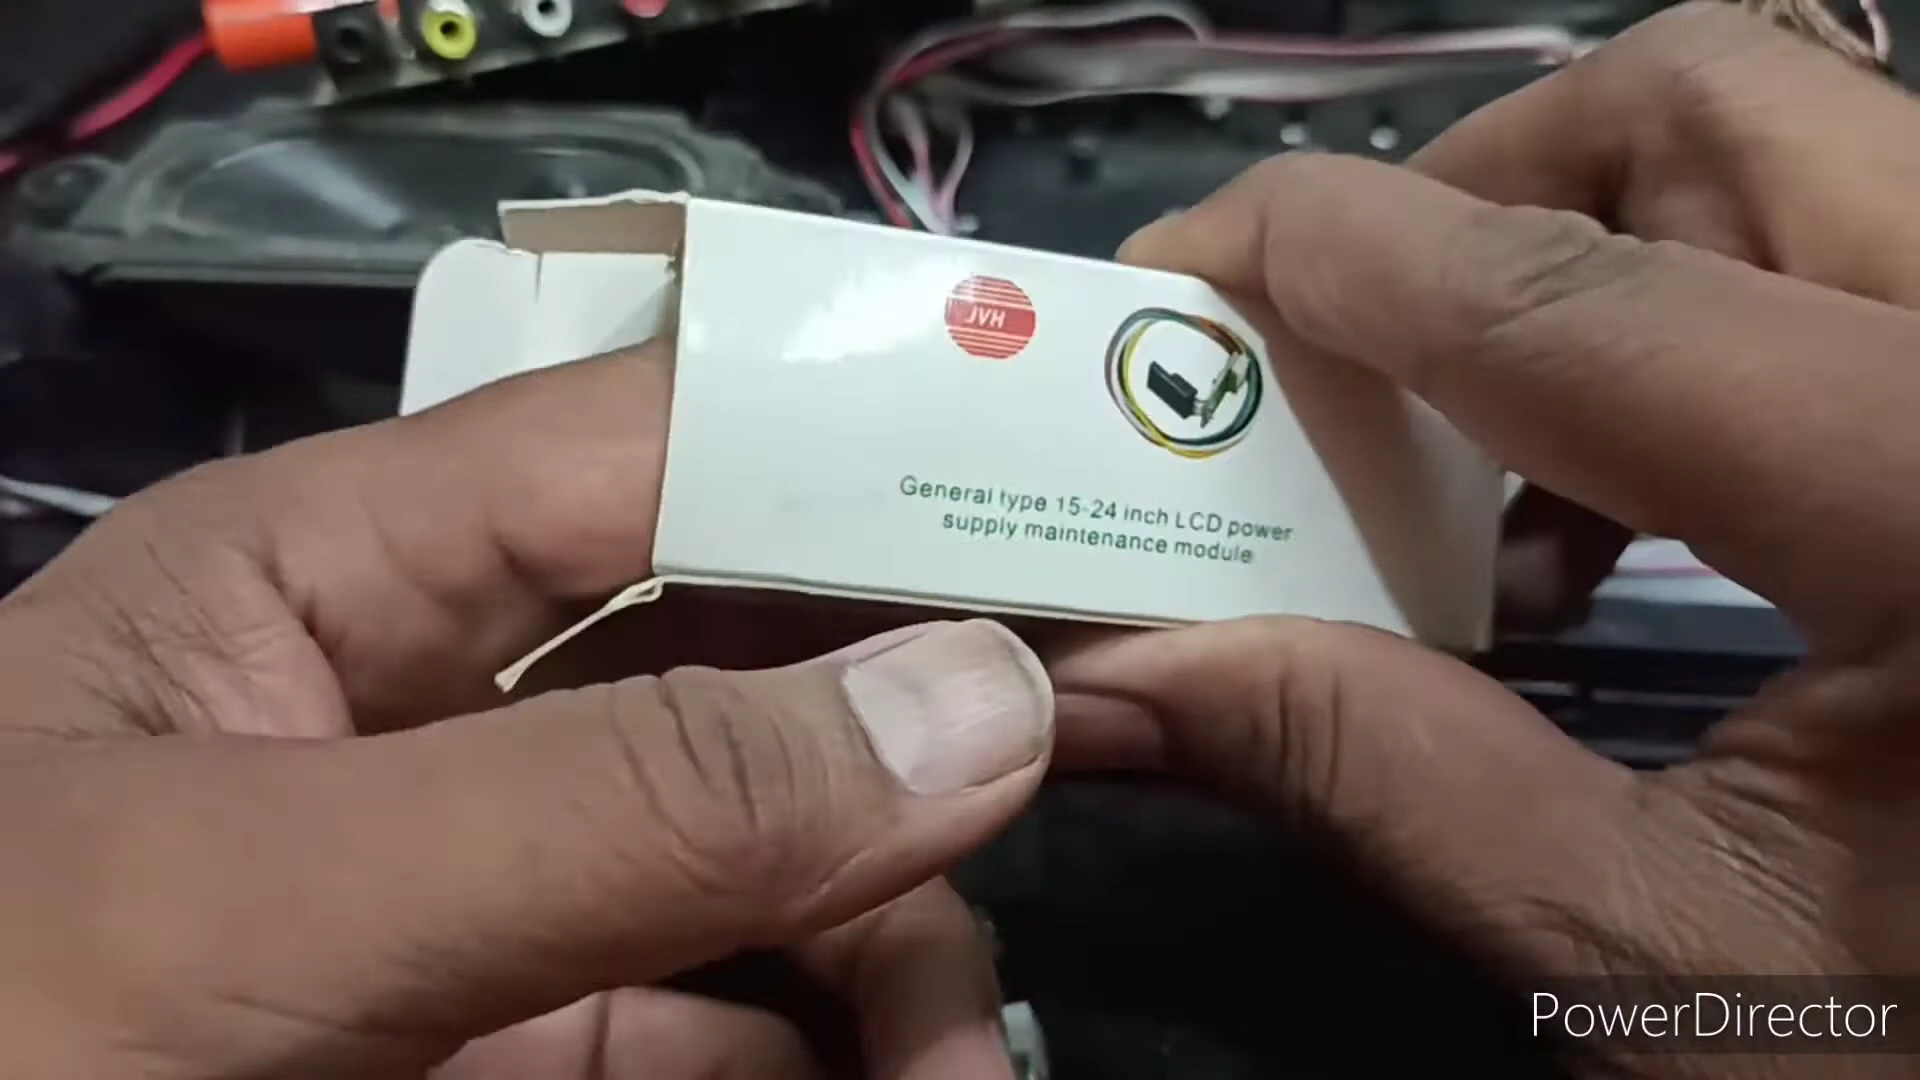 JVH
General type 15-24 inch LCD power
supply maintenance module
PowerDirector